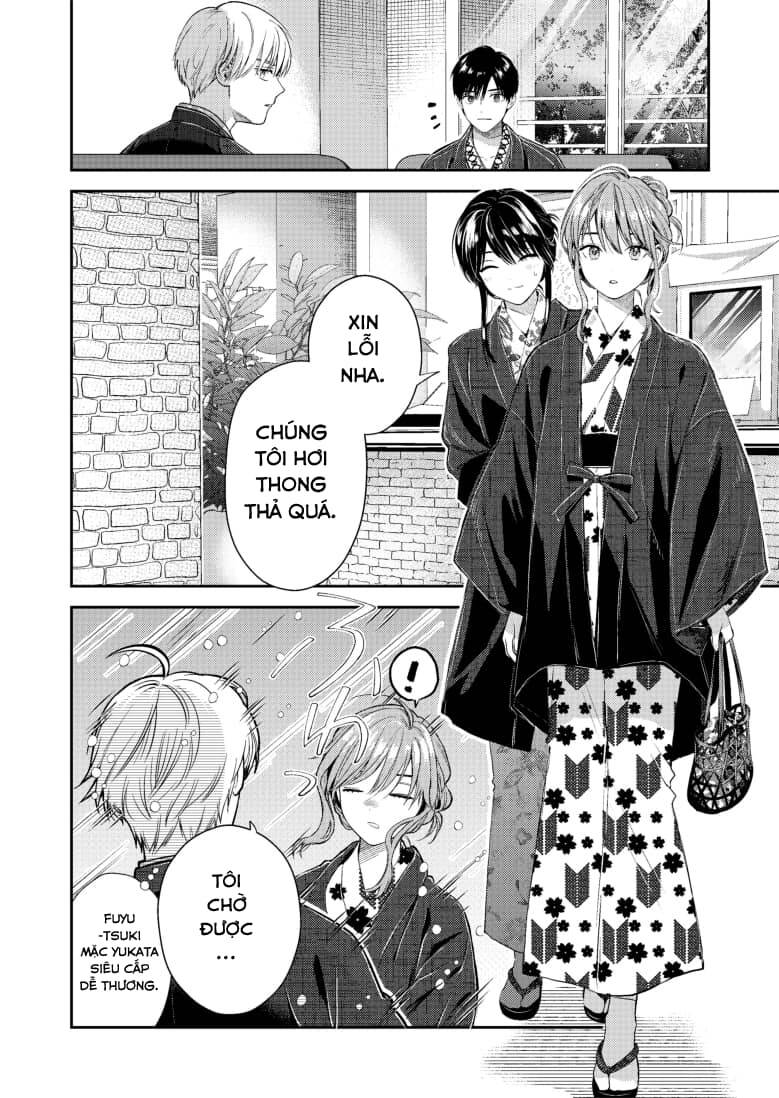 XIN
LỖI
NHA.
CHÚNG
TÔI HƠI
THONG
THẢ QUÁ.
!
TÔI
CHỜ
ĐƯỢC
...
FUYU
-TSUKI
MẶC YUKATA
SIÊU CẤP
DỄ THƯƠNG.